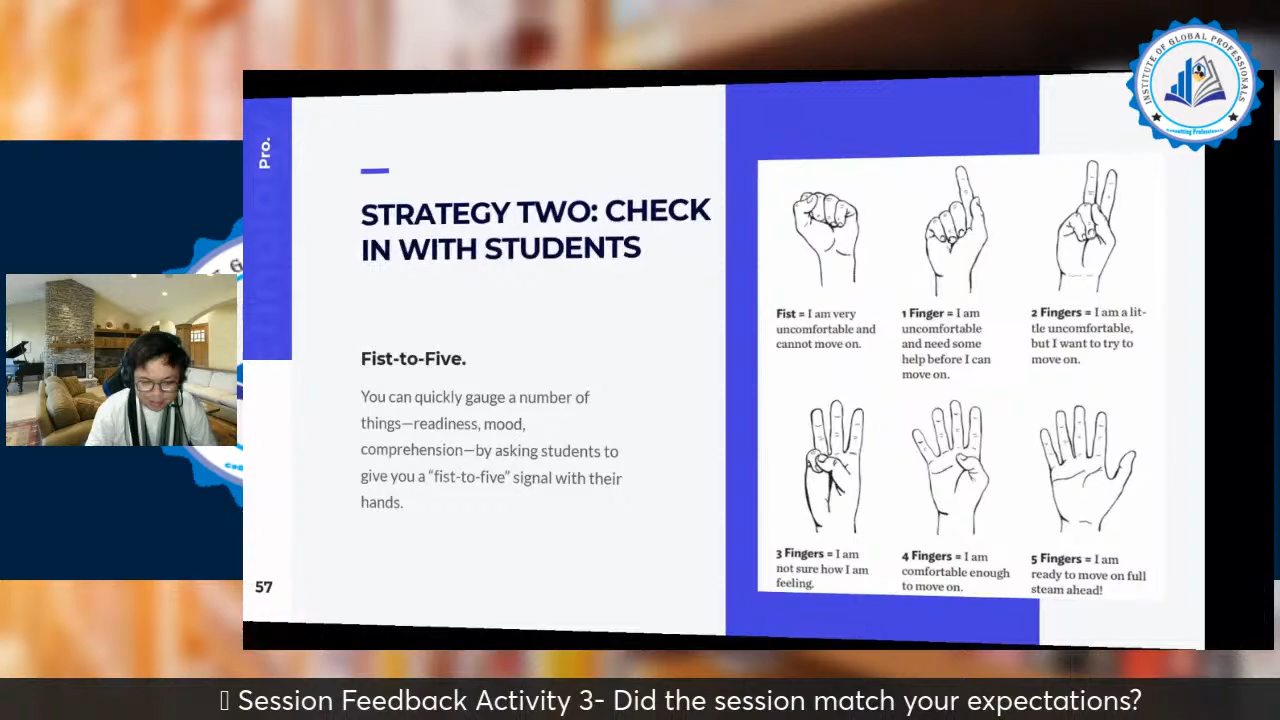 INSTITUTE OF GLOBAL PROFESSIONALS
Connecting Professionals
Pro.
STRATEGY TWO: CHECK
IN WITH STUDENTS
Fist-to-Five.
You can quickly gauge a number of
things—readiness, mood,
comprehension—by asking students to
give you a “fist-to-five” signal with their
hands.
57
Fist = I am very
uncomfortable and
cannot move on.
1 Finger = I am
uncomfortable
and need some
help before I can
move on.
2 Fingers = I am a lit-
tle uncomfortable,
but I want to try to
move on.
3 Fingers = I am
not sure how I am
feeling.
4 Fingers = I am
comfortable enough
to move on.
5 Fingers = I am
ready to move on full
steam ahead!
Session Feedback Activity 3- Did the session match your expectations?